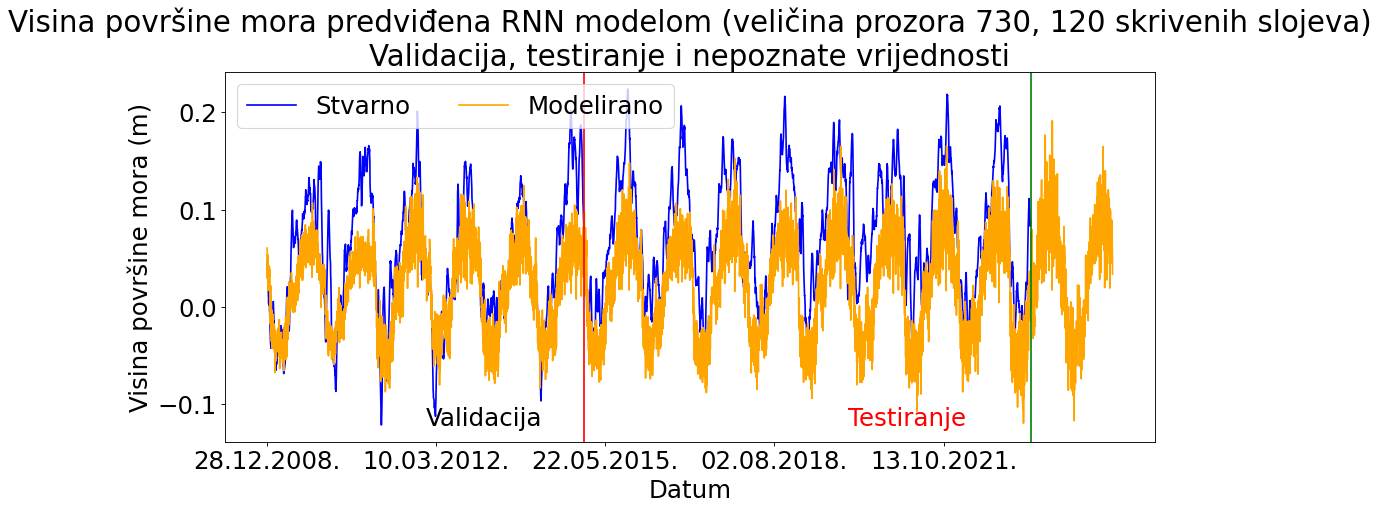 Visina površine mora predviđena RNN modelom (veličina prozora 730, 120 skrivenih slojeva)
Validacija, testiranje i nepoznate vrijednosti
Stvarno
Modelirano
Visina površine mora (m)
0.2
0.1
0.0
−0.1
Validacija
Testiranje
28.12.2008.
10.03.2012.
22.05.2015.
02.08.2018.
13.10.2021.
Datum